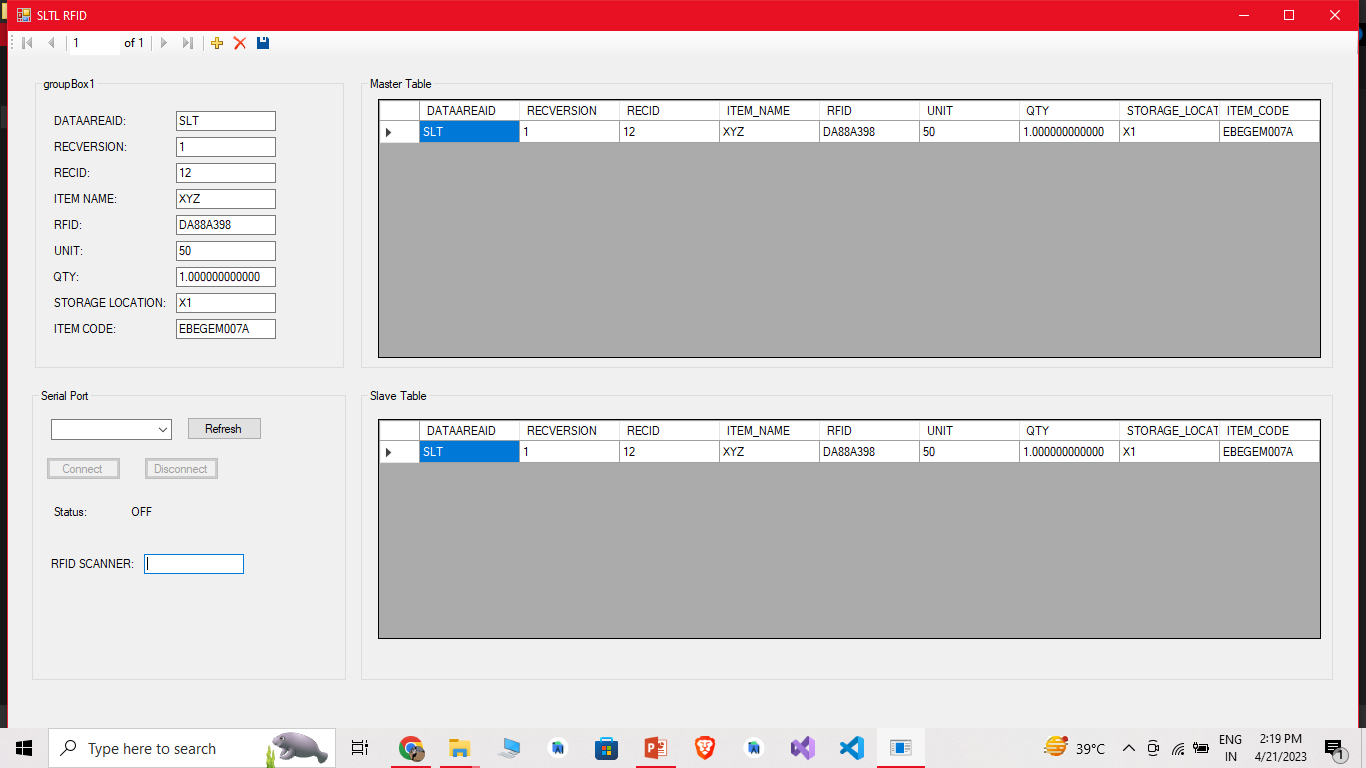 SLTL RFID
1 of 1
groupBox1
DATAAREAID: SLT
RECVERSION: 1
RECID: 12
ITEM NAME: XYZ
RFID: DA88A398
UNIT: 50
QTY: 1.000000000000
STORAGE LOCATION: X1
ITEM CODE: EBEGEM007A
Master Table
DATAAREAID RECVERSION RECID ITEM_NAME RFID UNIT QTY STORAGE_LOCAT ITEM_CODE
SLT 1 12 XYZ DA88A398 50 1.000000000000 X1 EBEGEM007A
Serial Port
Refresh
Connect Disconnect
Status: OFF
RFID SCANNER:
Slave Table
DATAAREAID RECVERSION RECID ITEM_NAME RFID UNIT QTY STORAGE_LOCAT ITEM_CODE
SLT 1 12 XYZ DA88A398 50 1.000000000000 X1 EBEGEM007A
Type here to search
39°C
ENG
IN
2:19 PM
4/21/2023
1